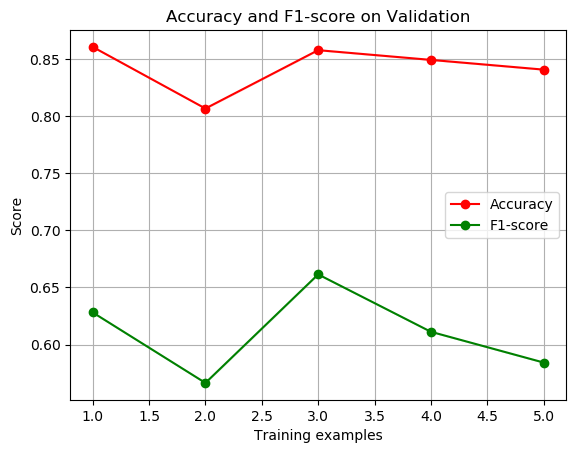 Accuracy and F1-score on Validation
0.85
0.80
0.75
0.70
0.65
0.60
Score
Accuracy
F1-score
1.0 1.5 2.0 2.5 3.0 3.5 4.0 4.5 5.0
Training examples